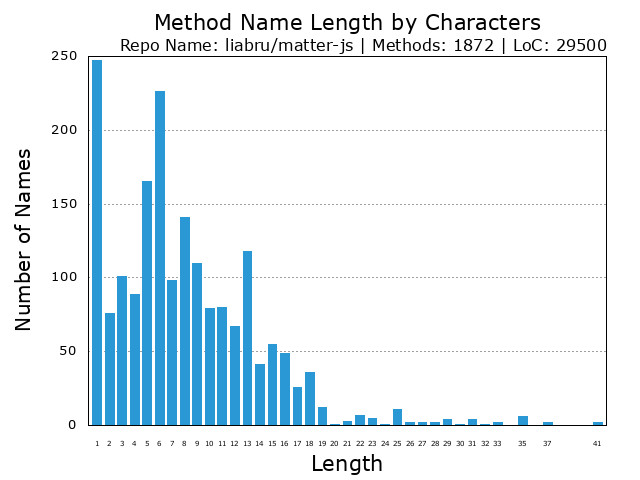 Method Name Length by Characters
Repo Name: liabru/matter-js | Methods: 1872 | LoC: 29500
250
200
150
100
50
0
Number of Names
1 2 3 4 5 6 7 8 9 10 11 12 13 14 15 16 17 18 19 20 21 22 23 24 25 26 27 28 29 30 31 32 33 35 37 41
Length